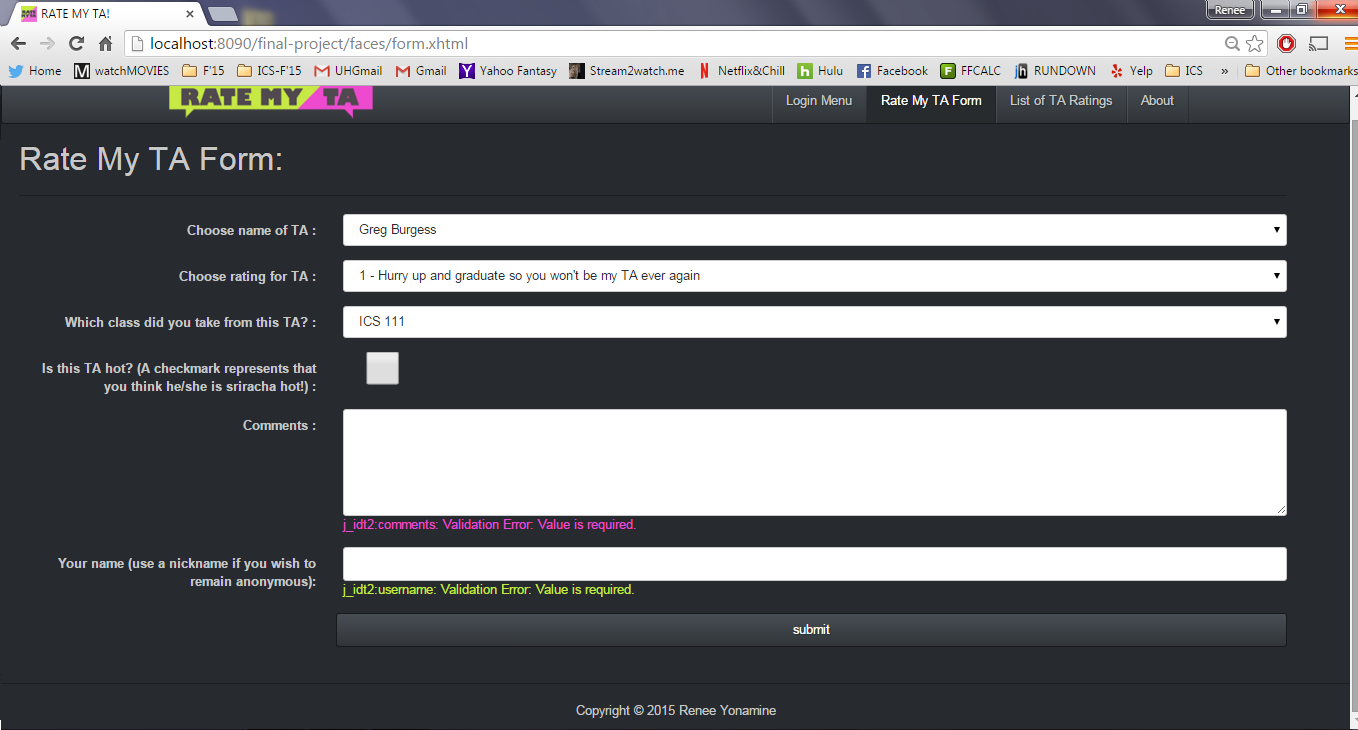 RATE MY TA!
Renee
localhost:8090/final-project/faces/form.xhtml
Home watchMOVIES F'15 ICS-F'15 UHGmail Gmail Yahoo Fantasy Stream2watch.me Netflix&Chill Hulu Facebook FFCALC RUNDOWN Yelp ICS » Other bookmarks
RATE MY TA Login Menu Rate My TA Form List of TA Ratings About
Rate My TA Form:
Choose name of TA : Greg Burgess
Choose rating for TA : 1 - Hurry up and graduate so you won't be my TA ever again
Which class did you take from this TA? : ICS 111
Is this TA hot? (A checkmark represents that
you think he/she is sriracha hot!) :
Comments :
j_idt2:comments: Validation Error: Value is required.
Your name (use a nickname if you wish to
remain anonymous):
j_idt2:username: Validation Error: Value is required.
submit
Copyright © 2015 Renee Yonamine